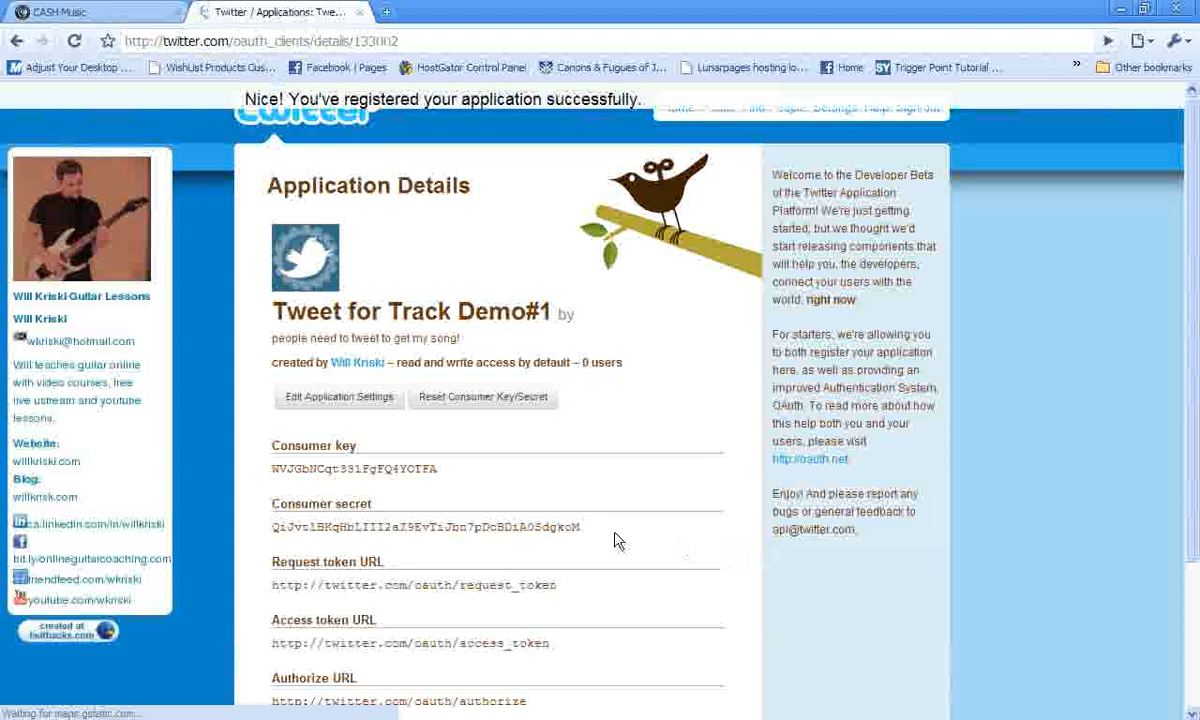 CASH Music
Twitter / Applications: Twe...
http://twitter.com/oauth_clients/details/133002
Adjust Your Desktop ...
WishList Products Cus...
Facebook | Pages
HostGator Control Panel
Canons & Fugues of J...
Lunarpages hosting lo...
Home
Trigger Point Tutorial ...
»
Other bookmarks
Nice! You've registered your application successfully.
twitter
Settings Help Sign out
Will Kriski Guitar Lessons
Will Kriski
wkriski@hotmail.com
Will teaches guitar online
with video courses, free
live ustream and youtube
lessons.
Website:
willkriski.com
Blog:
willkrisk.com
ca.linkedin.com/in/willkriski
bit.ly/onlineguitarcoaching.com
friendfeed.com/wkriski
youtube.com/wkriski
created at
twitbacks.com
Application Details
Tweet for Track Demo#1 by
people need to tweet to get my song!
created by Will Kriski – read and write access by default – 0 users
Edit Application Settings
Reset Consumer Key/Secret
Consumer key
Consumer secret
Request token URL
http://twitter.com/oauth/request_token
Access token URL
http://twitter.com/oauth/access_token
Authorize URL
http://twitter.com/oauth/authorize
Welcome to the Developer Beta
of the Twitter Application
Platform! We're just getting
started, but we thought we'd
start releasing components that
will help you, the developers,
connect your users with the
world, right now.
For starters, we're allowing you
to both register your application
here, as well as providing an
improved Authentication System,
OAuth. To read more about how
this help both you and your
users, please visit
http://oauth.net.
Enjoy! And please report any
bugs or general feedback to
api@twitter.com.
Waiting for maps.gstatic.com...